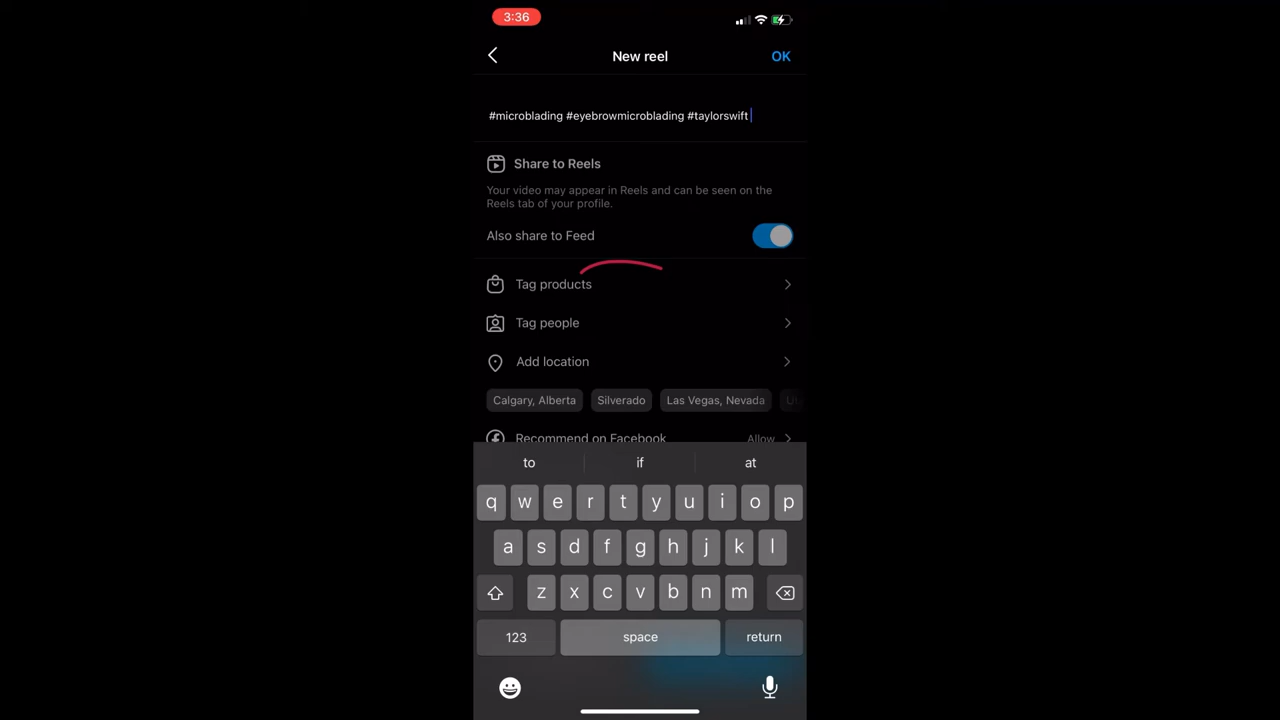 3:36
New reel
OK
#microblading #eyebrowmicroblading #taylorswift
Share to Reels
Your video may appear in Reels and can be seen on the
Reels tab of your profile.
Also share to Feed
Tag products
Tag people
Add location
Calgary, Alberta
Silverado
Las Vegas, Nevada
Recommend on Facebook
Allow
to
if
at
q w e r t y u i o p
a s d f g h j k l
z x c v b n m
123
space
return